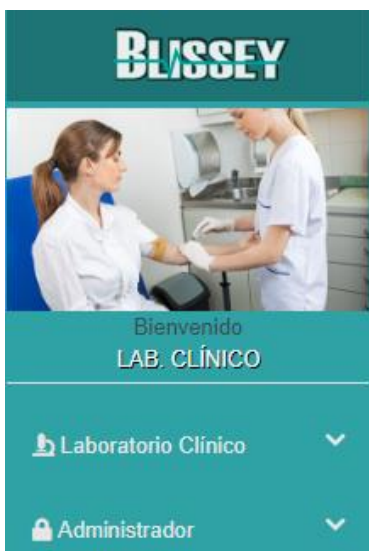 BLISSEY
Bienvenido
LAB. CLÍNICO
Laboratorio Clínico
Administrador